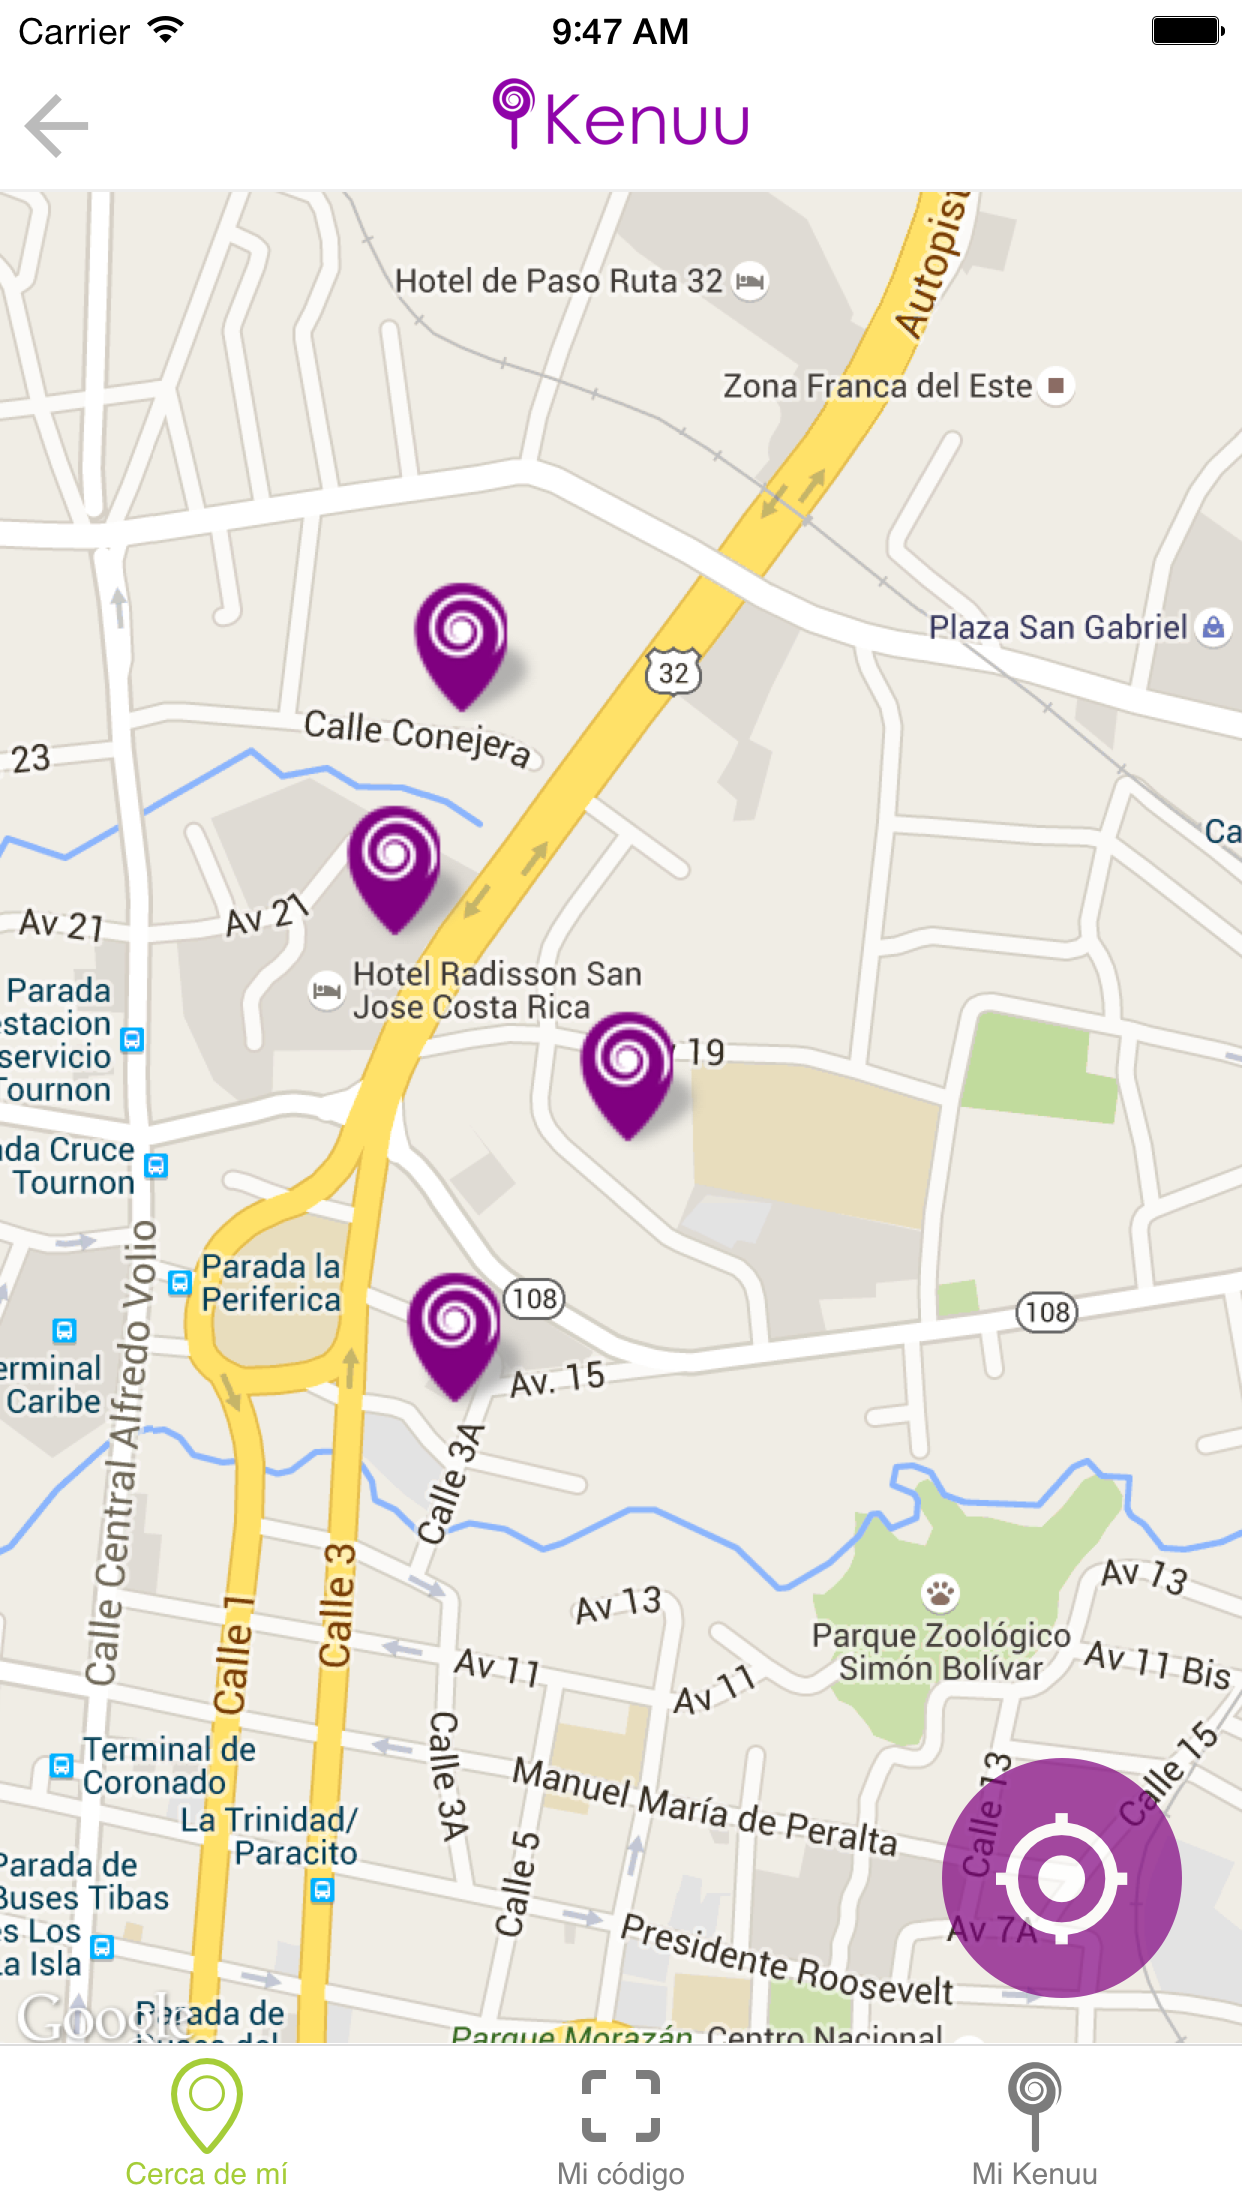 Carrier
9:47 AM
Kenuu
Autopist
Hotel de Paso Ruta 32
Zona Franca del Este
Plaza San Gabriel
32
Calle Conejera
23
Ca
Av 21
Av 21
Hotel Radisson San
Jose Costa Rica
Parada
estacion
servicio
Tournon
19
da Cruce
Tournon
Parada la
Periferica
108
108
erminal
Caribe
Av. 15
Calle Central Alfredo Volio
Calle 3A
Calle 1
Calle 3
Av 13
Av 13
Parque Zoológico
Simón Bolívar
Av 11
Av 11
Av 11 Bis
Calle 15
Calle 13
Terminal de
Coronado
Calle 3A
Manuel María de Peralta
La Trinidad/
Paracito
Calle 5
Parada de
Buses Tibas
es Los
La Isla
Presidente Roosevelt
Av 7A
Google
Parada de
Parque Morazán
Centro Nacional
Cerca de mí
Mi código
Mi Kenuu